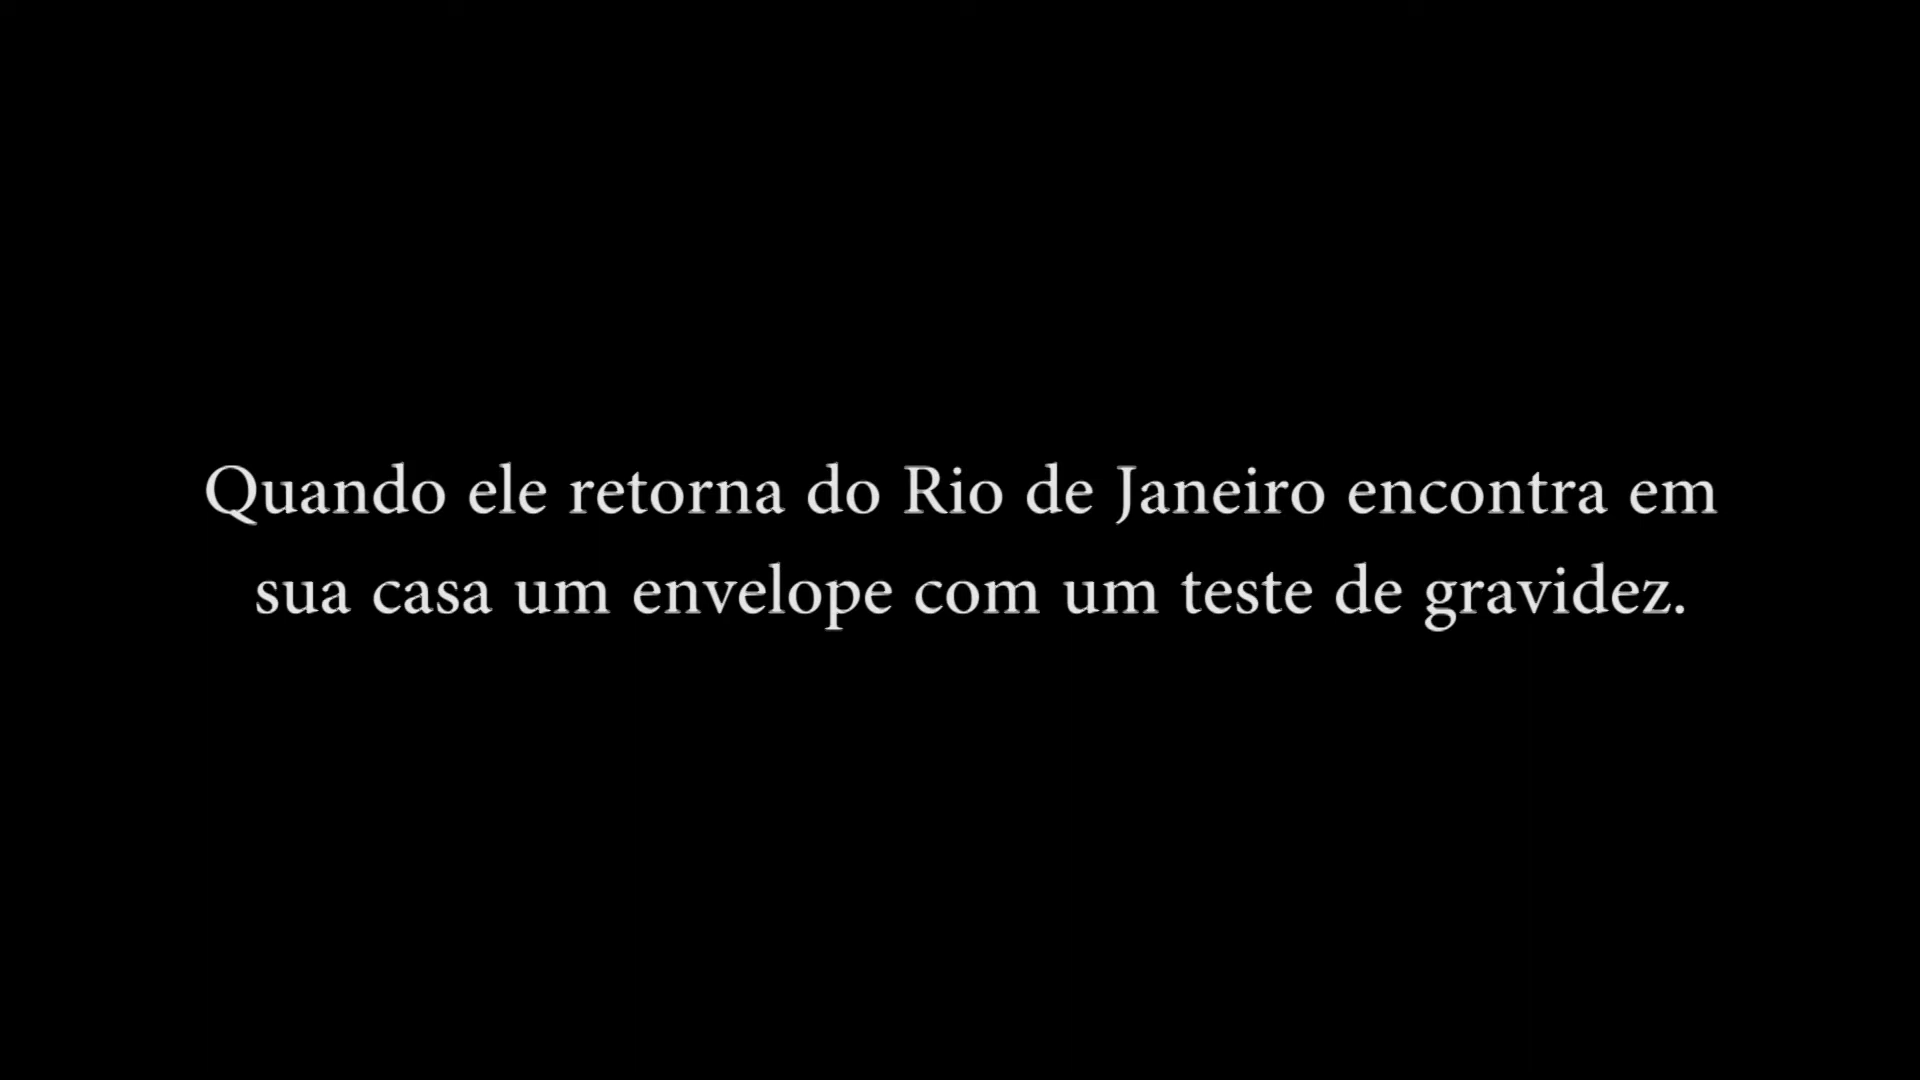 Quando ele retorna do Rio de Janeiro encontra em
sua casa um envelope com um teste de gravidez.